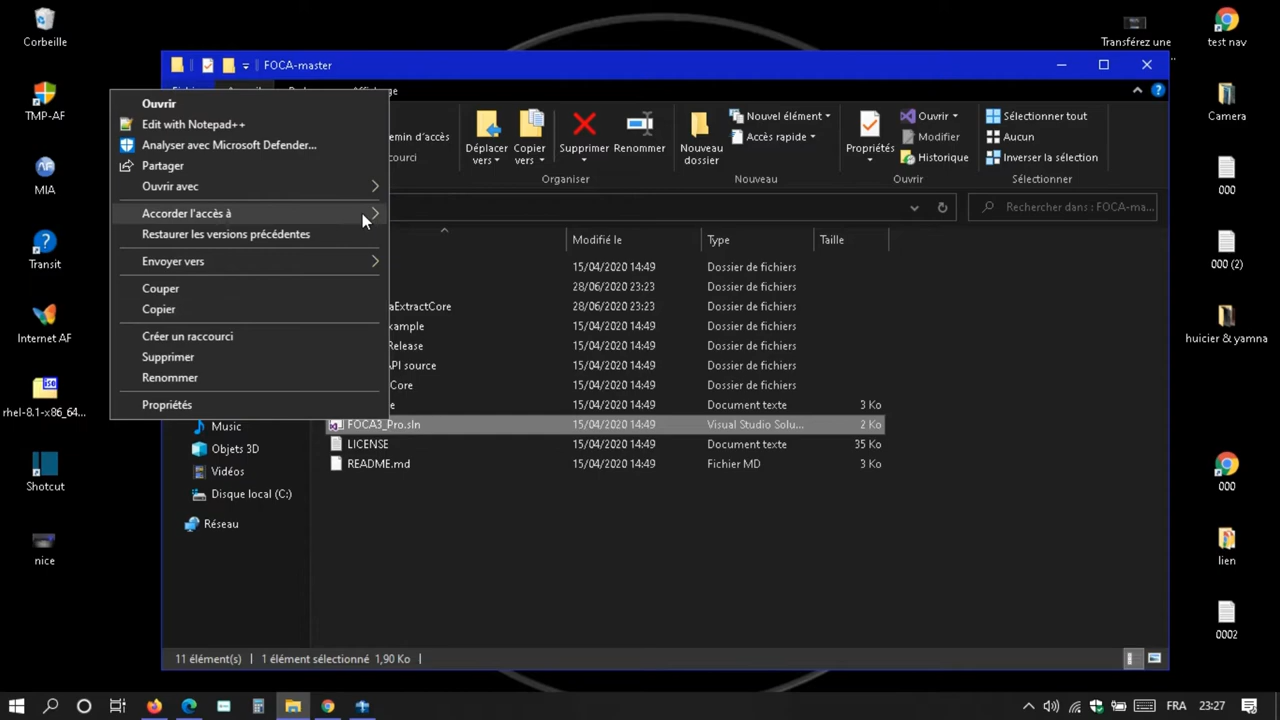 Corbeille
TMP-AF
MIA
Transit
Internet AF
rhel-8.1-x86_64...
Shotcut
nice
FOCA-master
Ouvrir
Edit with Notepad++
Analyser avec Microsoft Defender...
Partager
Ouvrir avec
Accorder l'accès à
Restaurer les versions précédentes
Envoyer vers
Couper
Copier
Créer un raccourci
Supprimer
Renommer
Propriétés
Déplacer vers
Copier vers
Supprimer
Renommer
Organiser
Nouveau dossier
Nouvel élément
Accès rapide
Nouveau
Propriétés
Ouvrir
Modifier
Historique
Ouvrir
Sélectionner tout
Aucun
Inverser la sélection
Sélectionner
Rechercher dans : FOCA-ma...
Modifié le Type Taille
15/04/2020 14:49 Dossier de fichiers
28/06/2020 23:23 Dossier de fichiers
aExtractCore 28/06/2020 23:23 Dossier de fichiers
15/04/2020 14:49 Dossier de fichiers
Release 15/04/2020 14:49 Dossier de fichiers
API source 15/04/2020 14:49 Dossier de fichiers
Core 15/04/2020 14:49 Dossier de fichiers
15/04/2020 14:49 Document texte 3 Ko
FOCA3_Pro.sln 15/04/2020 14:49 Visual Studio Solu... 2 Ko
LICENSE 15/04/2020 14:49 Document texte 35 Ko
README.md 15/04/2020 14:49 Fichier MD 3 Ko
Music
Objets 3D
Vidéos
Disque local (C:)
Réseau
11 élément(s) 1 élément sélectionné 1,90 Ko
Transférez une
test nav
Camera
000
000 (2)
huicier & yamna
000
lien
0002
FRA 23:27